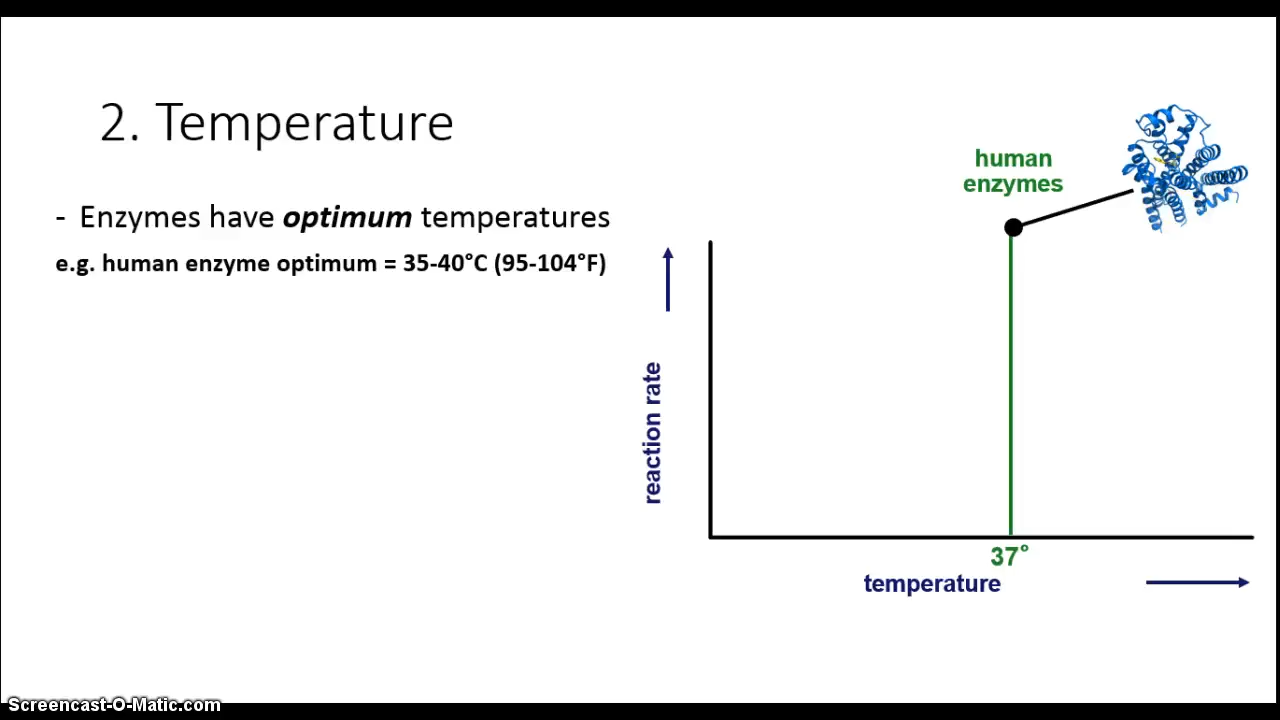 2. Temperature
- Enzymes have optimum temperatures
e.g. human enzyme optimum = 35-40°C (95-104°F)
human
enzymes
reaction rate
37°
temperature
Screencast-O-Matic.com